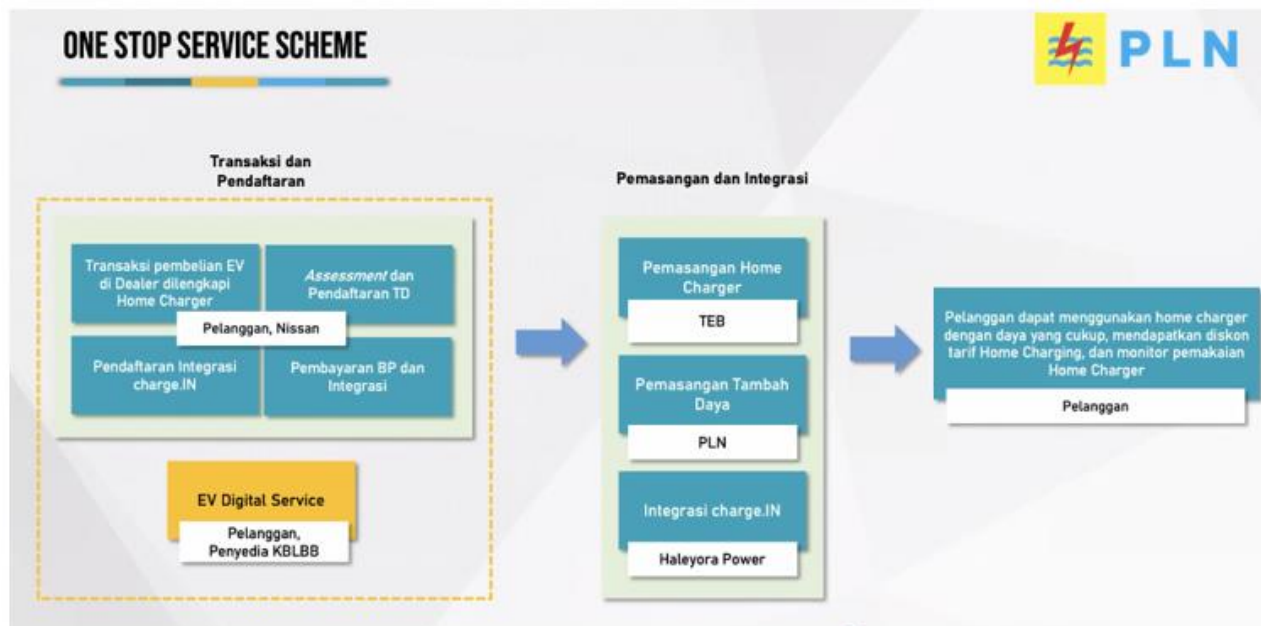 ONE STOP SERVICE SCHEME
PLN
Transaksi dan
Pendaftaran
Transaksi pembelian EV
di Dealer dilengkapi
Home Charger
Assessment dan
Pendaftaran TD
Pelanggan, Nissan
Pendaftaran Integrasi
charge.IN
Pembayaran BP dan
Integrasi
EV Digital Service
Pelanggan,
Penyedia KBLBB
Pemasangan dan Integrasi
Pemasangan Home
Charger
TEB
Pemasangan Tambah
Daya
PLN
Integrasi charge.IN
Haleyora Power
Pelanggan dapat menggunakan home charger
dengan daya yang cukup, mendapatkan diskon
tarif Home Charging, dan monitor pemakaian
Home Charger
Pelanggan